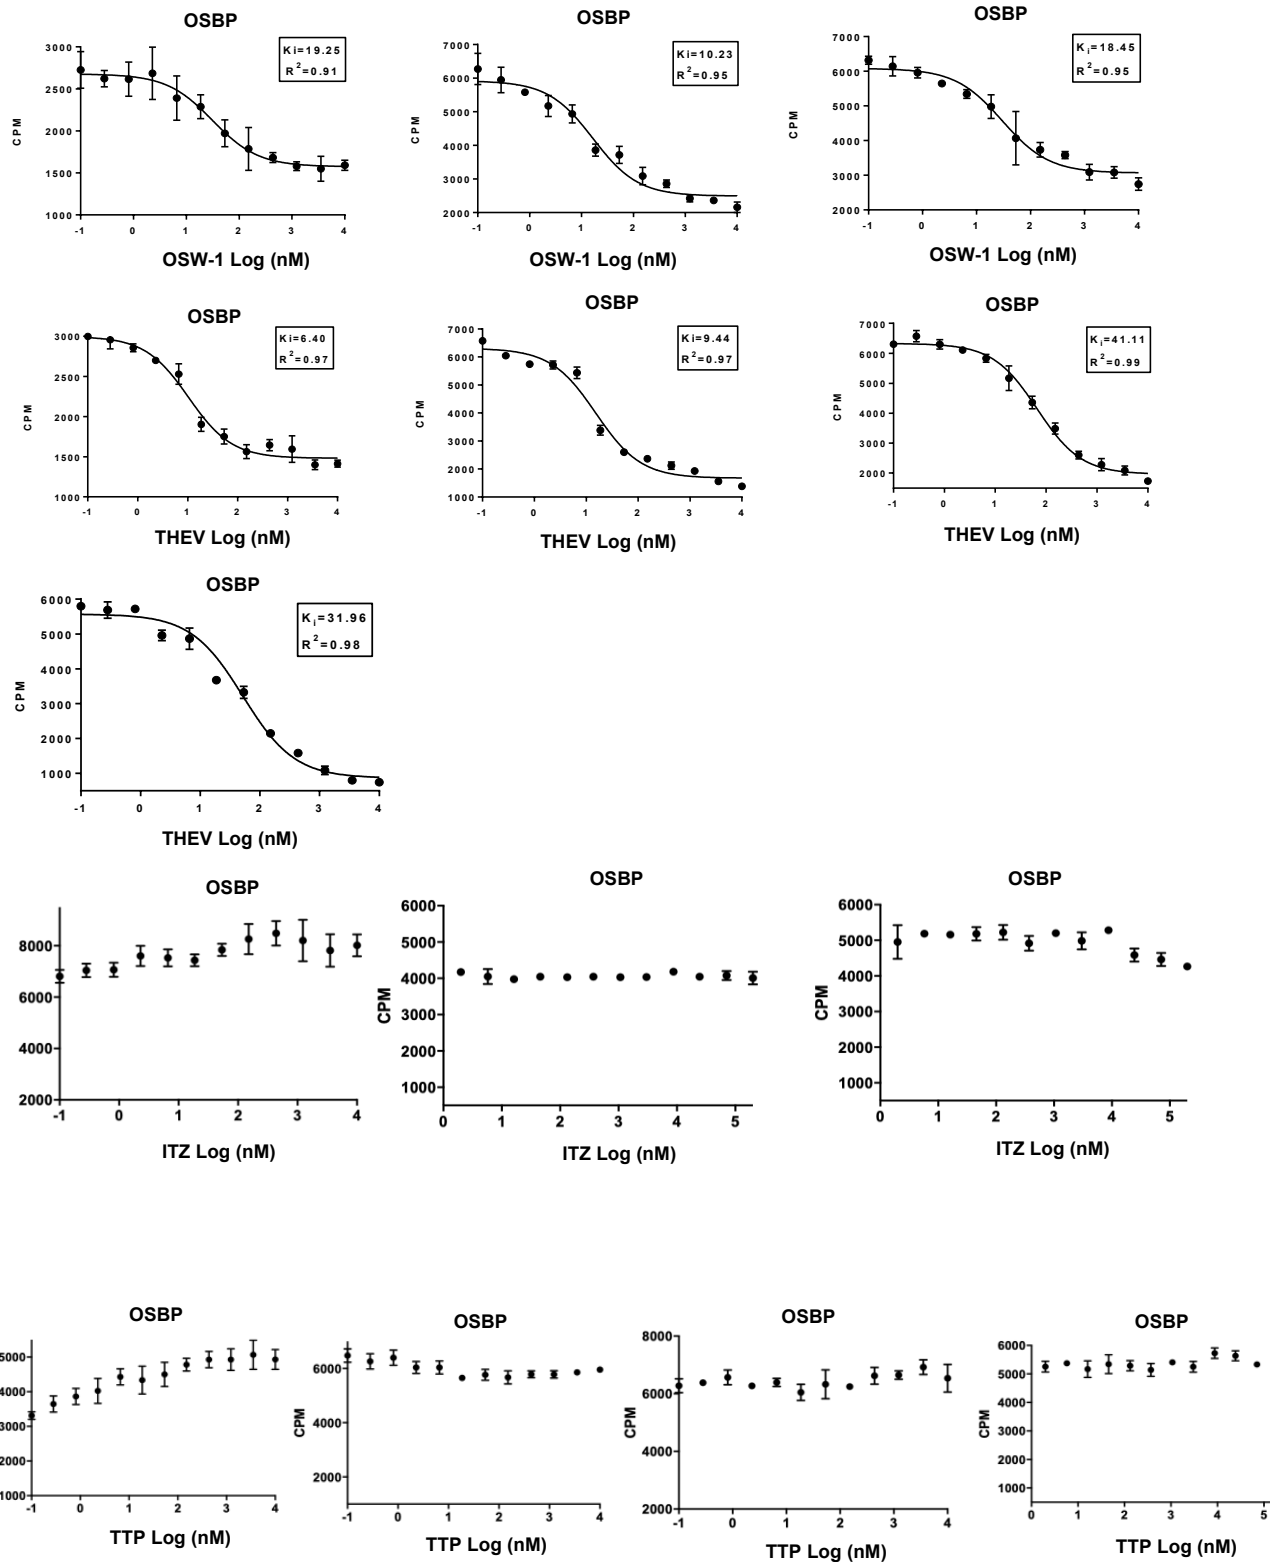 OSBP
3000
2500
2000
1500
1000
CPM
Ki=19.25
R2=0.91
-1 0 1 2 3 4
OSW-1 Log (nM)
OSBP
7000
6000
5000
4000
3000
2000
CPM
Ki=10.23
R2=0.95
-1 0 1 2 3 4
OSW-1 Log (nM)
OSBP
7000
6000
5000
4000
3000
2000
CPM
Ki=18.45
R2=0.95
-1 0 1 2 3 4
OSW-1 Log (nM)
OSBP
3000
2500
2000
1500
1000
CPM
Ki=6.40
R2=0.97
-1 0 1 2 3 4
THEV Log (nM)
OSBP
7000
6000
5000
4000
3000
2000
1000
CPM
Ki=9.44
R2=0.97
-1 0 1 2 3 4
THEV Log (nM)
OSBP
7000
6000
5000
4000
3000
2000
CPM
Ki=41.11
R2=0.99
-1 0 1 2 3 4
THEV Log (nM)
OSBP
6000
5000
4000
3000
2000
1000
CPM
Ki=31.96
R2=0.98
-1 0 1 2 3 4
THEV Log (nM)
OSBP
8000
6000
4000
2000
-1 0 1 2 3 4
ITZ Log (nM)
OSBP
6000
5000
4000
3000
2000
1000
CPM
0 1 2 3 4 5
ITZ Log (nM)
OSBP
6000
5000
4000
3000
2000
1000
CPM
0 1 2 3 4 5
ITZ Log (nM)
OSBP
5000
4000
3000
2000
1000
-1 0 1 2 3 4
TTP Log (nM)
OSBP
6000
4000
2000
CPM
-1 0 1 2 3 4
TTP Log (nM)
OSBP
8000
6000
4000
2000
CPM
-1 0 1 2 3 4
TTP Log (nM)
OSBP
6000
5000
4000
3000
2000
1000
CPM
0 1 2 3 4 5
TTP Log (nM)